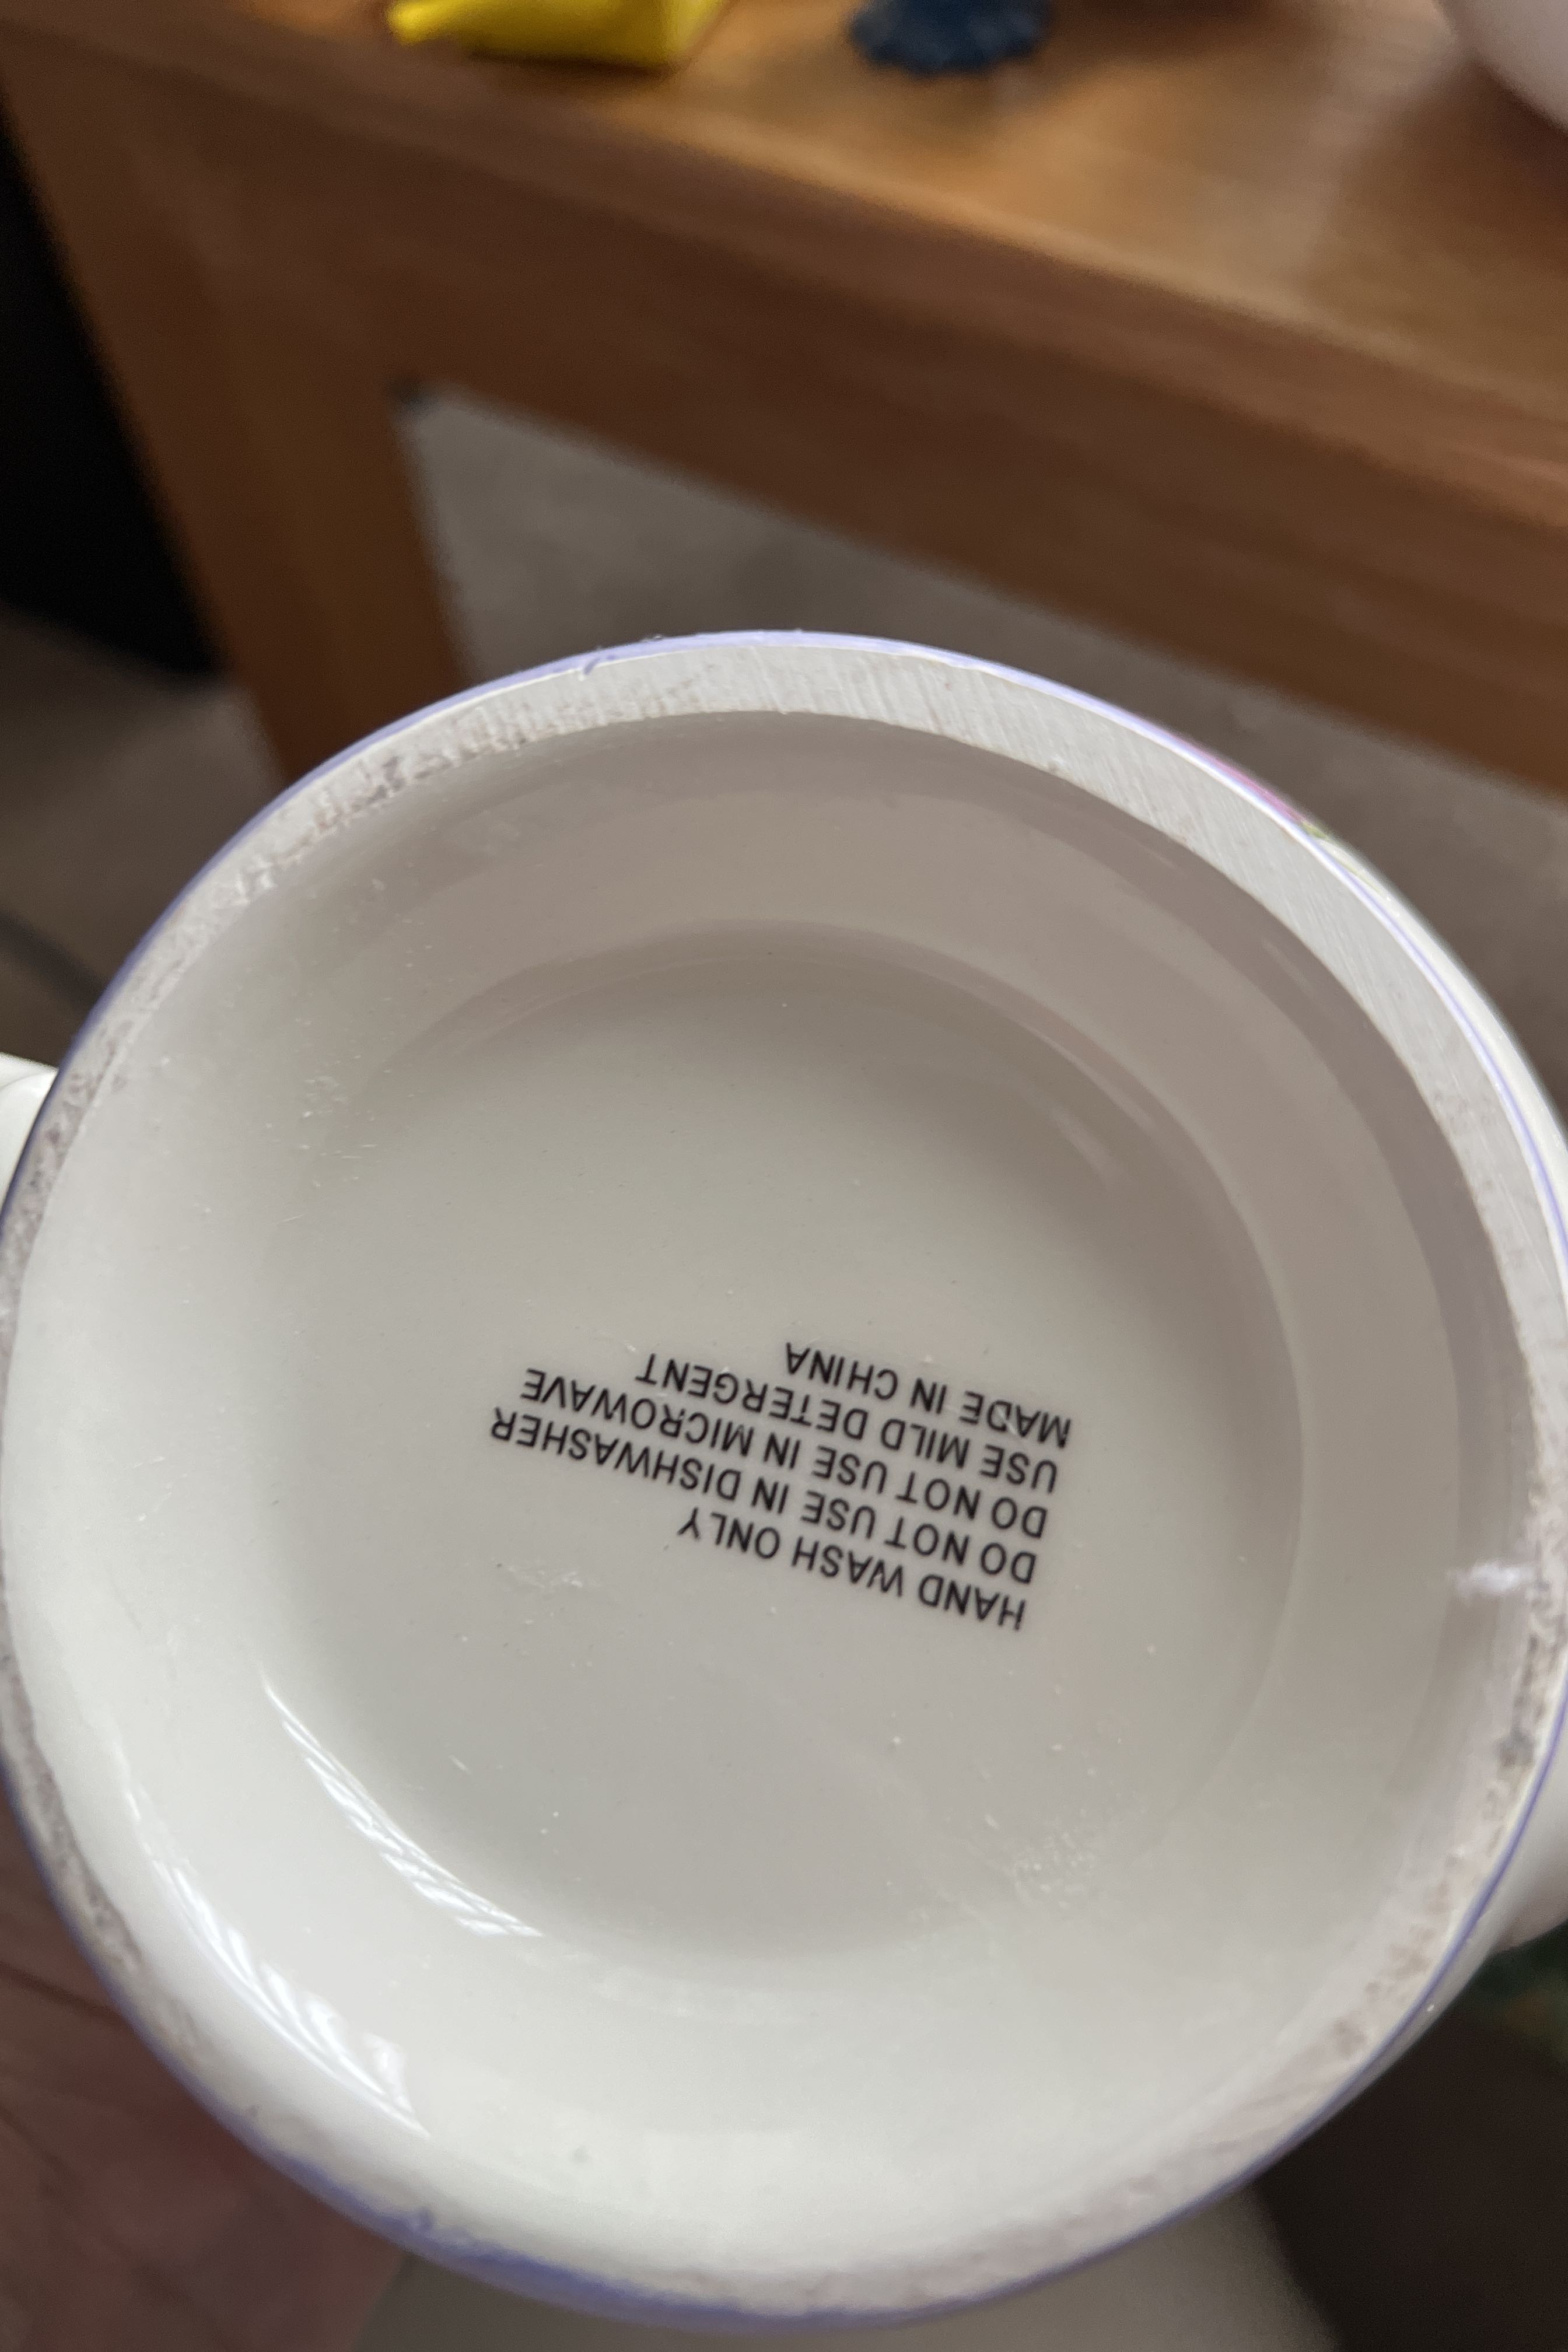 HAND WASH ONLY
DO NOT USE IN DISHWASHER
DO NOT USE IN MICROWAVE
USE MILD DETERGENT
MADE IN CHINA